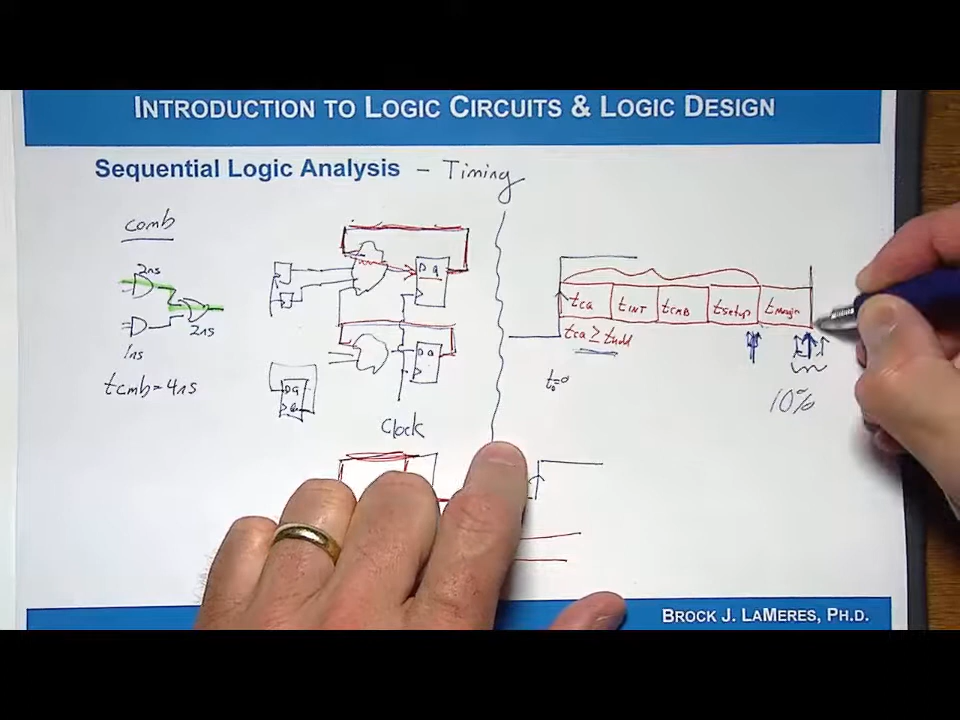 INTRODUCTION TO LOGIC CIRCUITS & LOGIC DESIGN
Sequential Logic Analysis - Timing
comb
2ns
2ns
1ns
tcmb = 4ns
D Q
D Q
D Q
Q
Clock
tCQ tINT tCMB tsetup tmargin
tCQ ≥ thold
t=0
10%
BROCK J. LAMERES, PH.D.